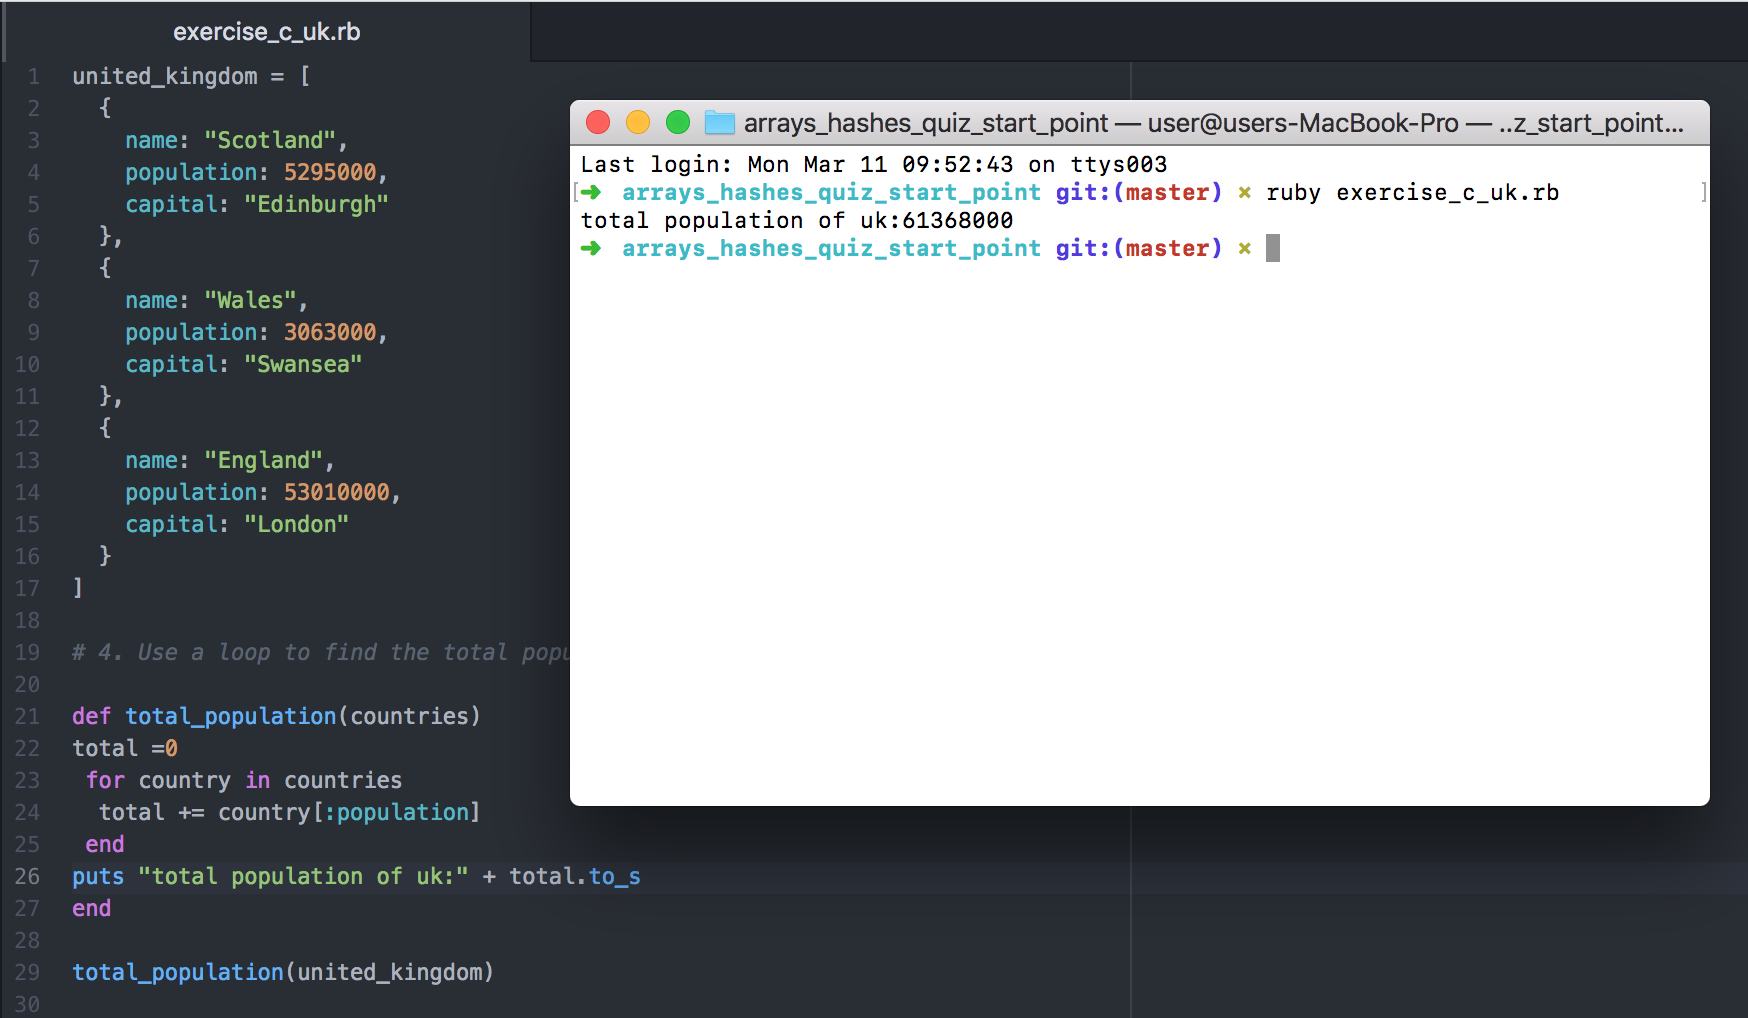 exercise_c_uk.rb
1 united_kingdom = [
2   {
3     name: "Scotland",
4     population: 5295000,
5     capital: "Edinburgh"
6   },
7   {
8     name: "Wales",
9     population: 3063000,
10     capital: "Swansea"
11   },
12   {
13     name: "England",
14     population: 53010000,
15     capital: "London"
16   }
17 ]
18
19 # 4. Use a loop to find the total
20
21 def total_population(countries)
22 total =0
23  for country in countries
24   total += country[:population]
25  end
26 puts "total population of uk:" + total.to_s
27 end
28
29 total_population(united_kingdom)
30
arrays_hashes_quiz_start_point — user@users-MacBook-Pro — ..z_start_point...
Last login: Mon Mar 11 09:52:43 on ttys003
[➜  arrays_hashes_quiz_start_point git:(master) × ruby exercise_c_uk.rb ]
total population of uk:61368000
➜  arrays_hashes_quiz_start_point git:(master) ×